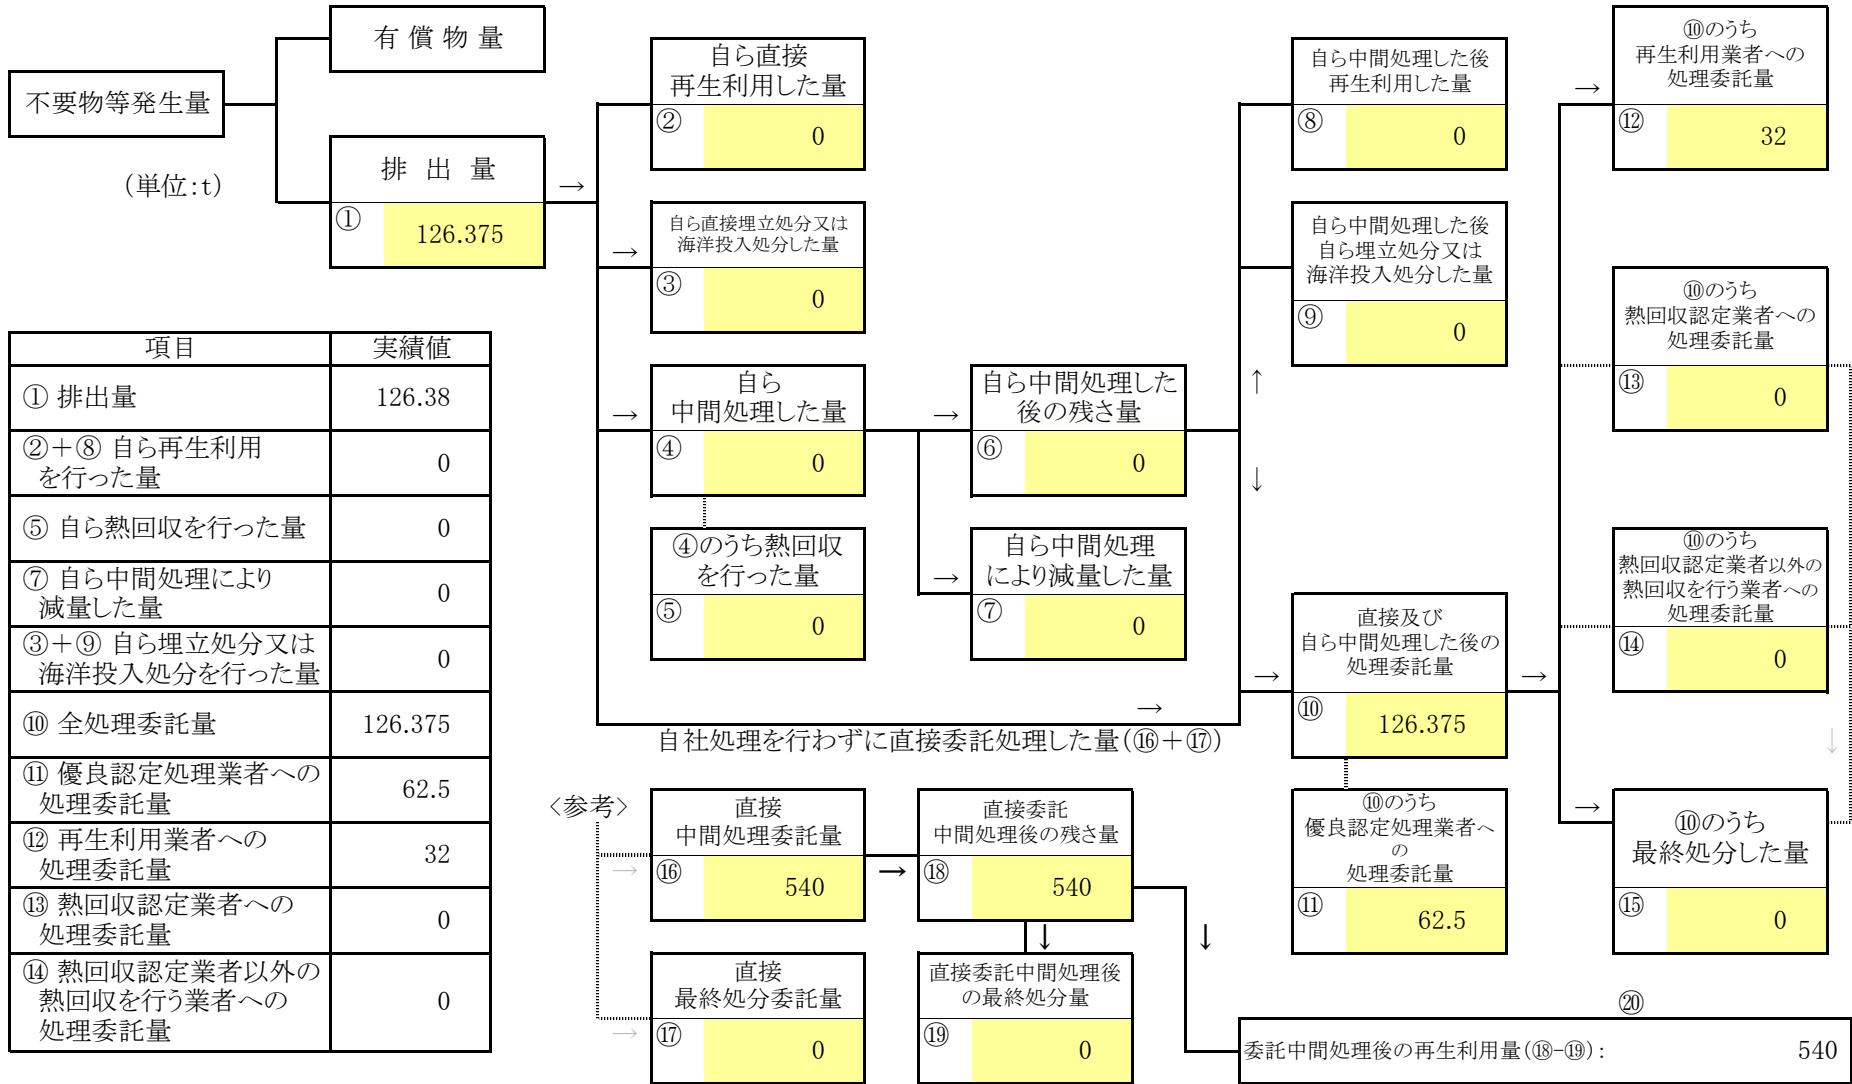 不要物等発生量
(単位:t)
有 償 物 量
排 出 量
→
①
126.375
自ら直接
再生利用した量
②
0
→
自ら直接埋立処分又は
海洋投入処分した量
③
0
→
自ら
中間処理した量
④
0
④のうち熱回収
を行った量
⑤
0
→
自ら中間処理した
後の残さ量
⑥
0
→
自ら中間処理
により減量した量
⑦
0
自ら中間処理した後
再生利用した量
⑧
0
自ら中間処理した後
自ら埋立処分又は
海洋投入処分した量
⑨
0
↑
↓
→
自社処理を行わずに直接委託処理した量(⑯+⑰)
→
直接及び
自ら中間処理した後の
処理委託量
⑩
126.375
→
⑩のうち
優良認定処理業者へ
の
処理委託量
⑪
62.5
→
⑩のうち
再生利用業者への
処理委託量
⑫
32
⑩のうち
熱回収認定業者への
処理委託量
⑬
0
⑩のうち
熱回収認定業者以外の
熱回収を行う業者への
処理委託量
⑭
0
↓
→
⑩のうち
最終処分した量
⑮
0
項目 実績値
① 排出量 126.38
②+⑧ 自ら再生利用
を行った量 0
⑤ 自ら熱回収を行った量 0
⑦ 自ら中間処理により
減量した量 0
③+⑨ 自ら埋立処分又は
海洋投入処分を行った量 0
⑩ 全処理委託量 126.375
⑪ 優良認定処理業者への
処理委託量 62.5
⑫ 再生利用業者への
処理委託量 32
⑬ 熱回収認定業者への
処理委託量 0
⑭ 熱回収認定業者以外の
熱回収を行う業者への
処理委託量 0
〈参考〉
→
直接
中間処理委託量
⑯
540
→
直接委託
中間処理後の残さ量
⑱
540
↓
↓
→
直接
最終処分委託量
⑰
0
直接委託中間処理後
の最終処分量
⑲
0
⑳
委託中間処理後の再生利用量(⑱-⑲): 540